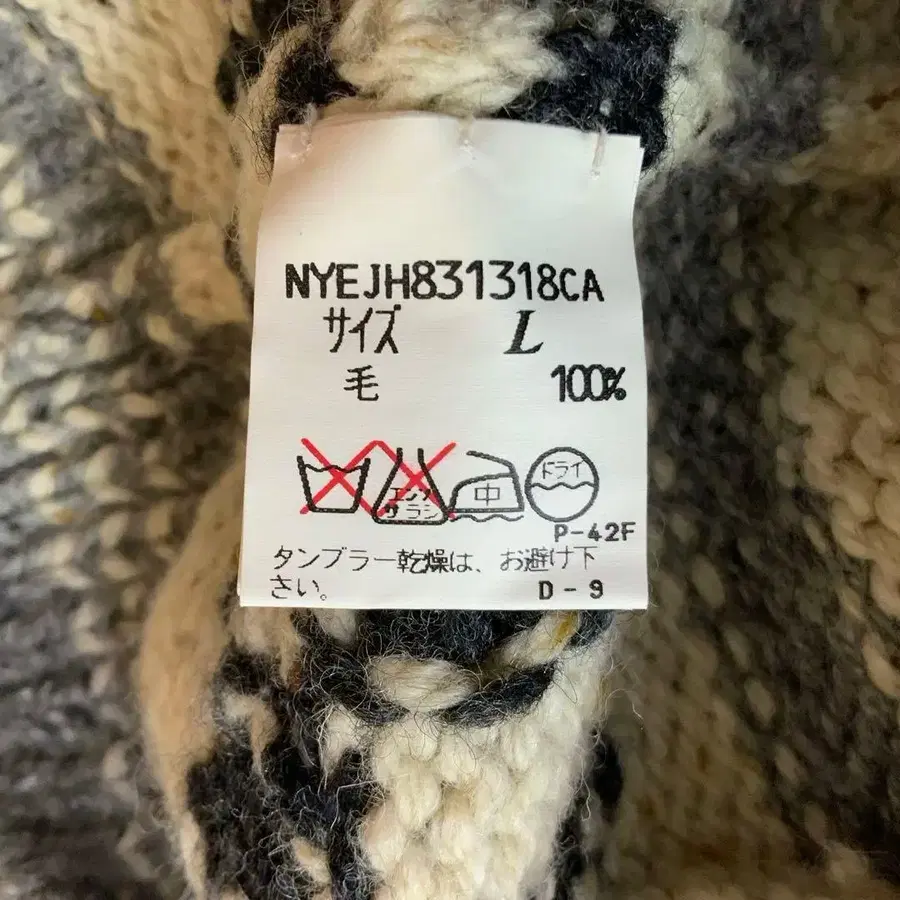 NYEJH831318CA
サイズ L
毛 100%
エンソ
サラシ
中
ドライ
P-42F
タンブラー乾燥は、お避け下
さい。
D-9